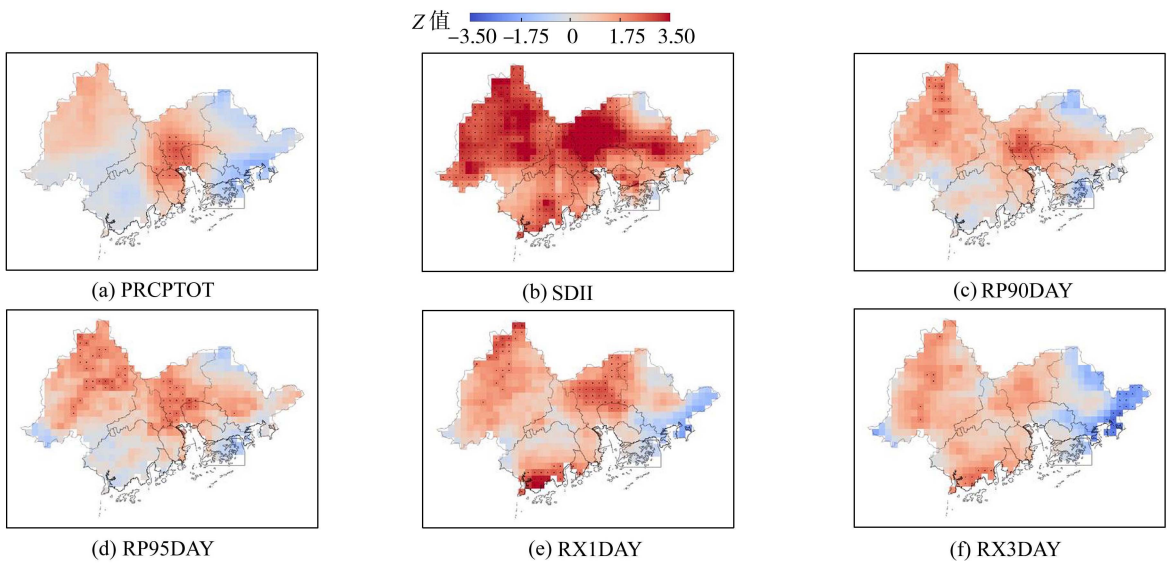 Z 值
−3.50 −1.75 0 1.75 3.50
(a) PRCPTOT
(b) SDII
(c) RP90DAY
(d) RP95DAY
(e) RX1DAY
(f) RX3DAY